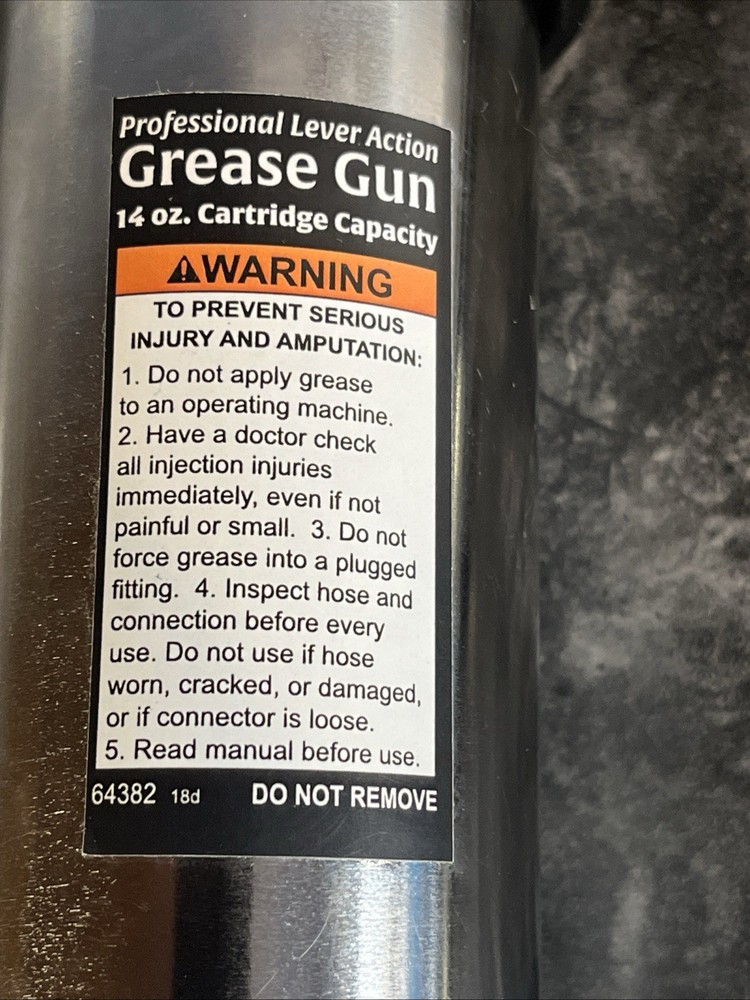 Professional Lever Action
Grease Gun
14 oz. Cartridge Capacity
⚠WARNING
TO PREVENT SERIOUS
INJURY AND AMPUTATION:
1. Do not apply grease
to an operating machine.
2. Have a doctor check
all injection injuries
immediately, even if not
painful or small.  3. Do not
force grease into a plugged
fitting.  4. Inspect hose and
connection before every
use. Do not use if hose
worn, cracked, or damaged,
or if connector is loose.
5. Read manual before use.
64382 18d DO NOT REMOVE